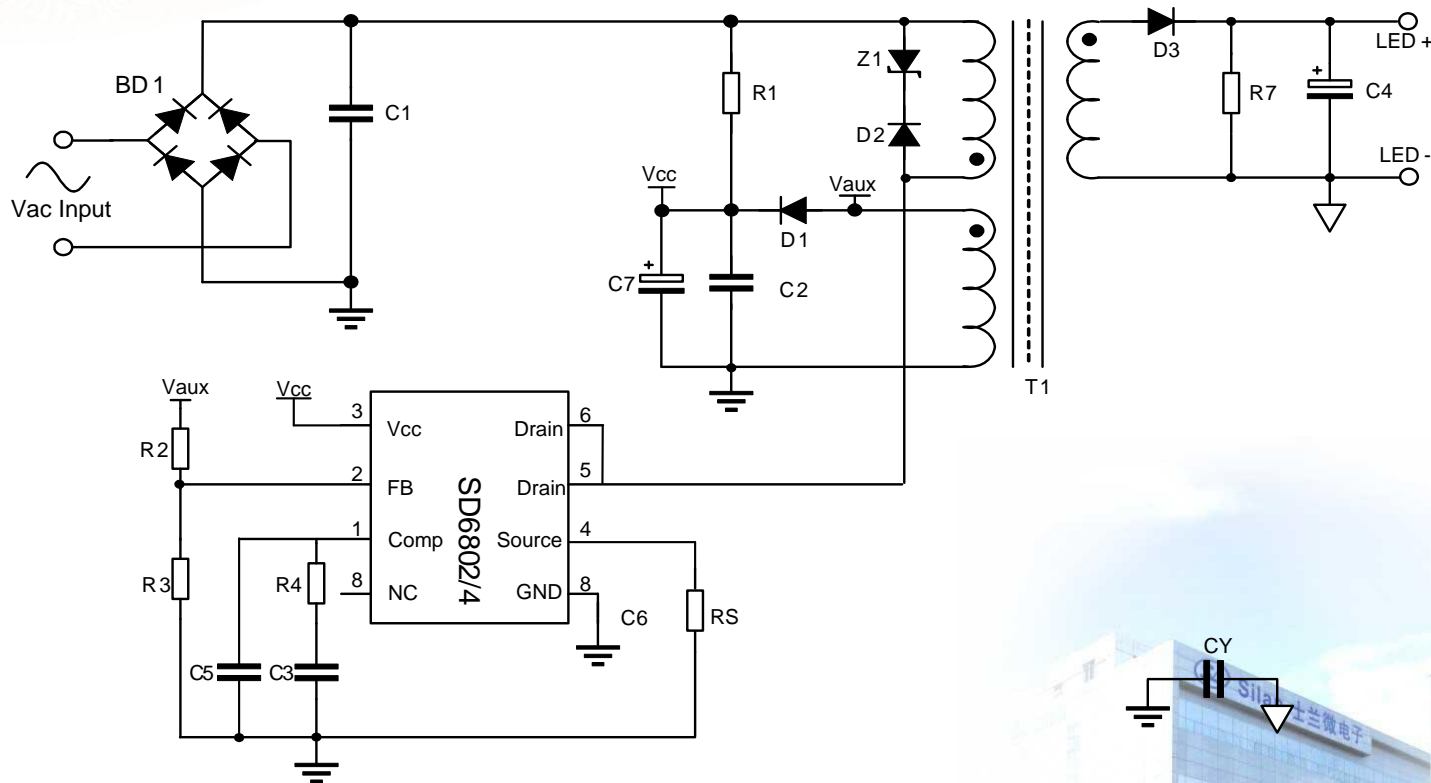 LED +
D3
Z1
BD1
R1
R7
+
C4
C1
D2
LED -
Vcc
Vaux
Vac Input
D1
+
C7
C2
T1
Vaux
Vcc
3
6
Vcc
Drain
R2
2
5
FB
Drain
SD6802/4
1
4
Comp
Source
R3
R4
8
8
NC
GND
C6
RS
C5
C3
CY
Silan 士兰微电子